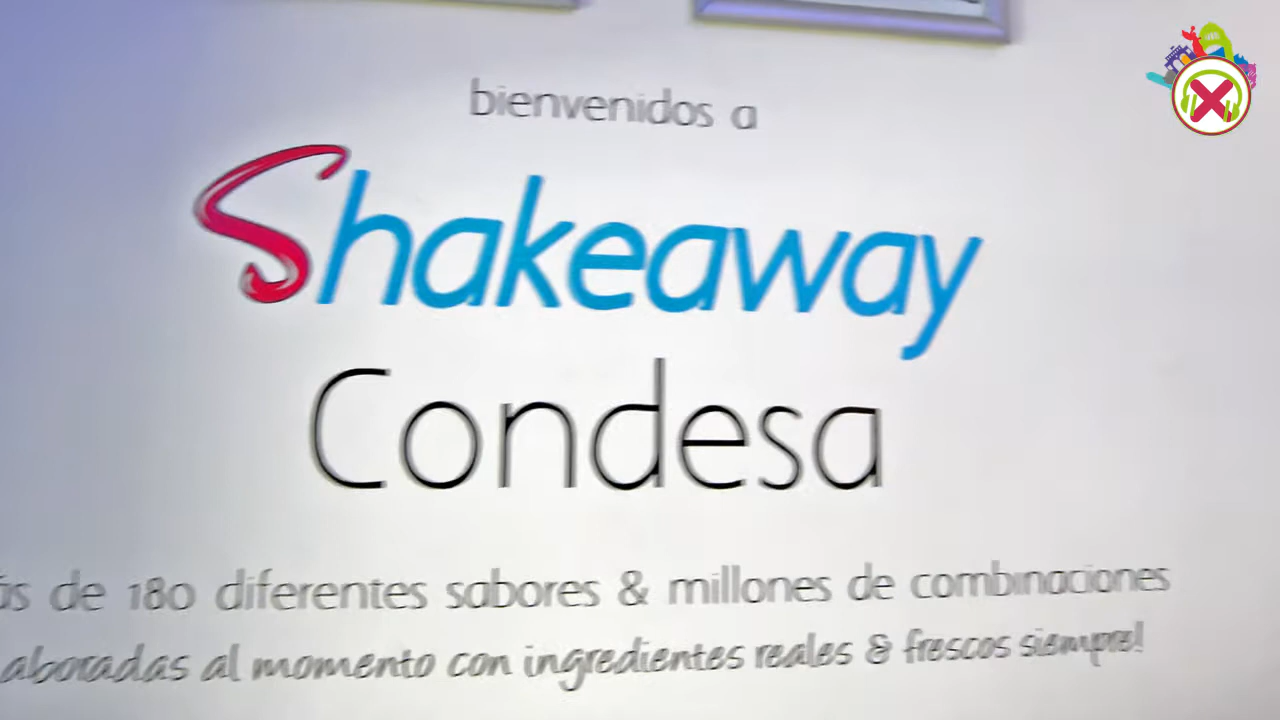 bienvenidos a
Shakeaway
Condesa
de 180 diferentes sabores & millones de combinaciones
al momento con ingredientes reales & frescos siempre!